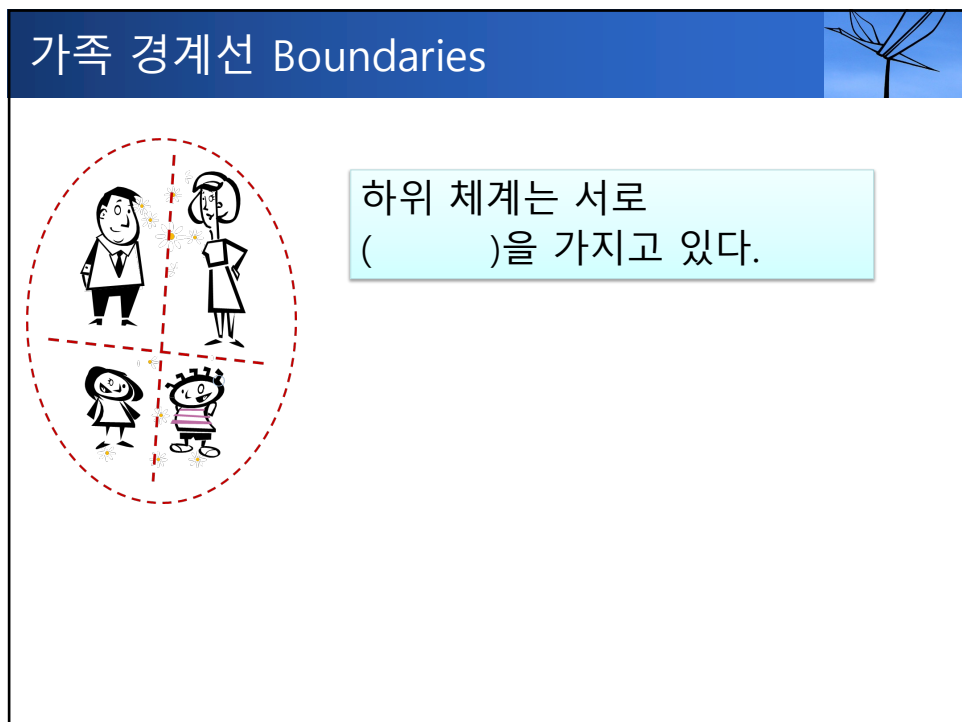 가족 경계선 Boundaries
하위 체계는 서로
(          )을 가지고 있다.